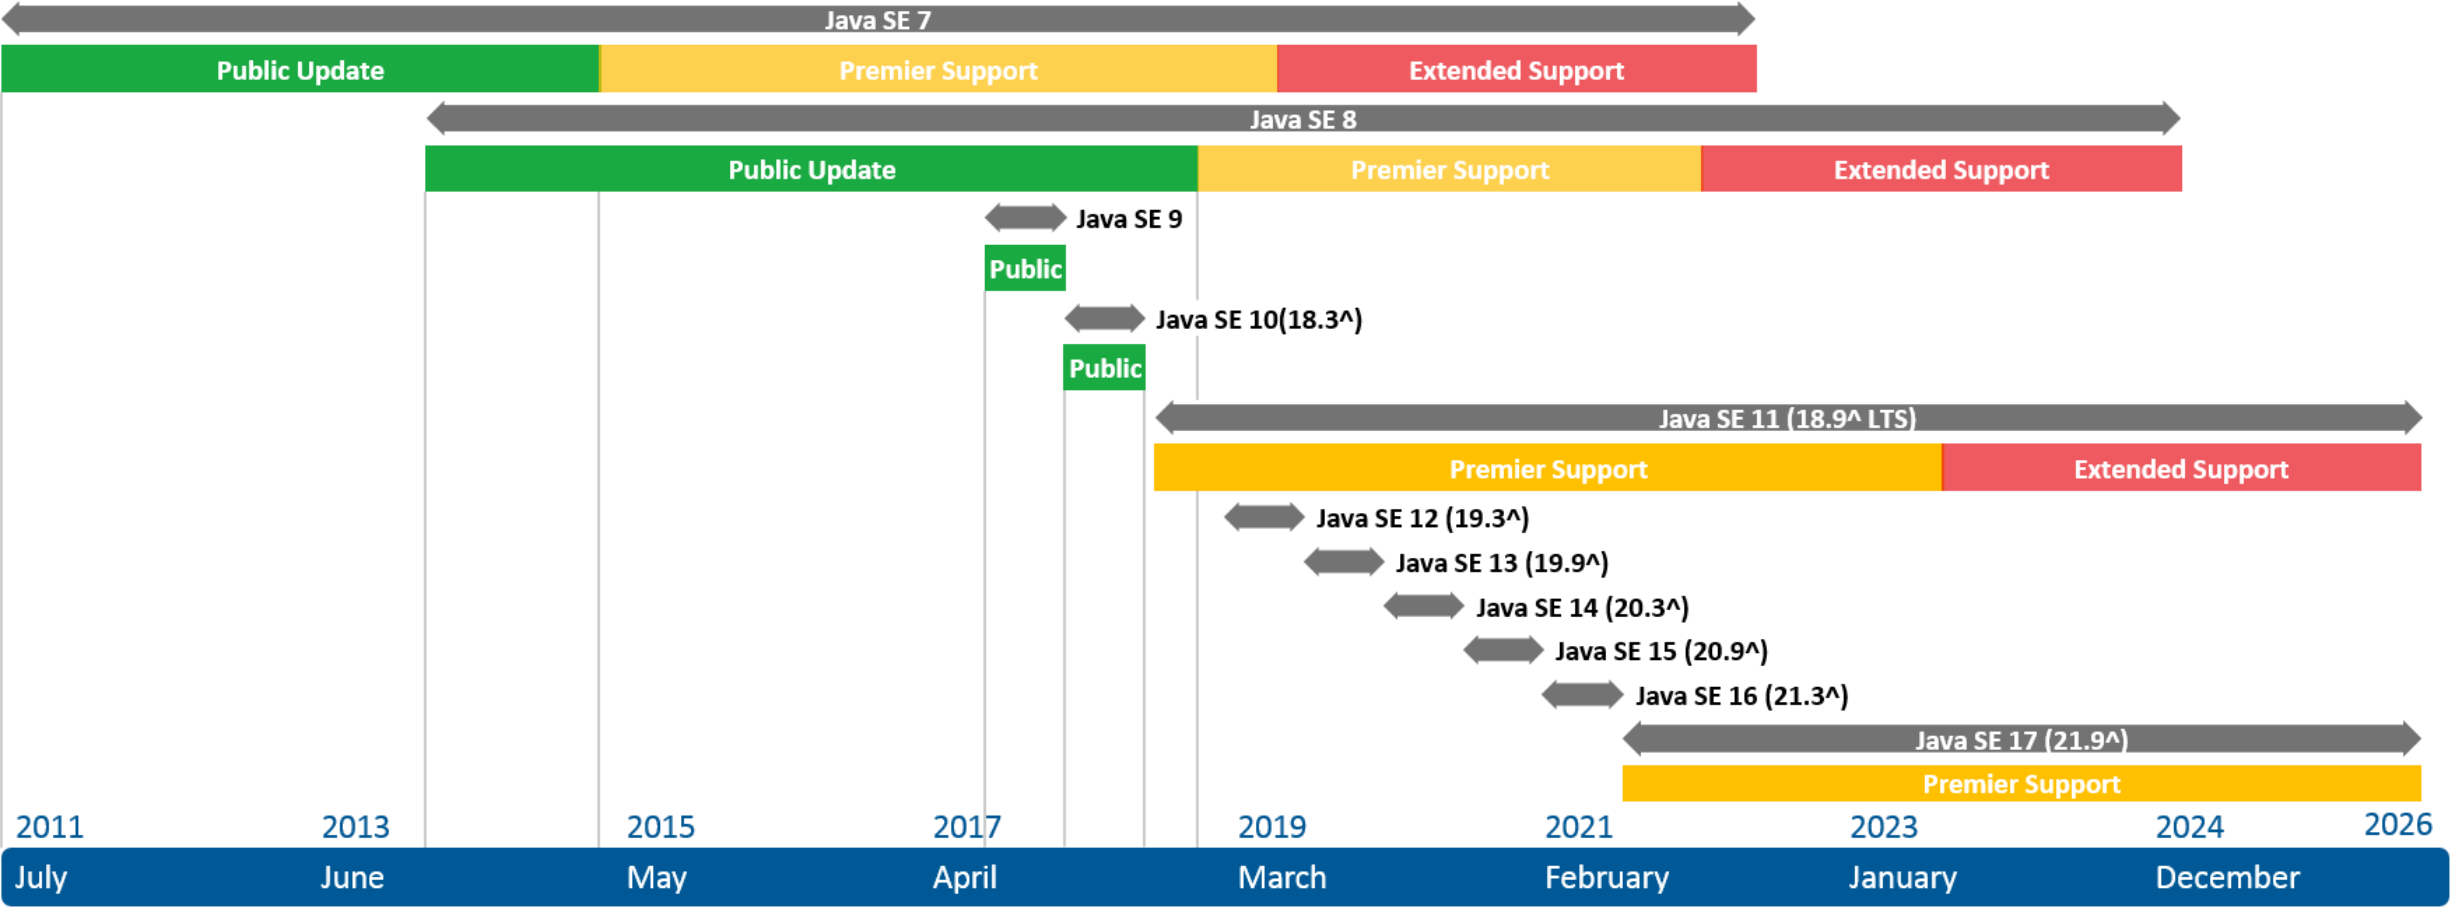 Java SE 7
Public Update Premier Support Extended Support
Java SE 8
Public Update Premier Support Extended Support
Java SE 9
Public
Java SE 10(18.3^)
Public
Java SE 11 (18.9^ LTS)
Premier Support Extended Support
Java SE 12 (19.3^)
Java SE 13 (19.9^)
Java SE 14 (20.3^)
Java SE 15 (20.9^)
Java SE 16 (21.3^)
Java SE 17 (21.9^)
Premier Support
2011 2013 2015 2017 2019 2021 2023 2024 2026
July June May April March February January December